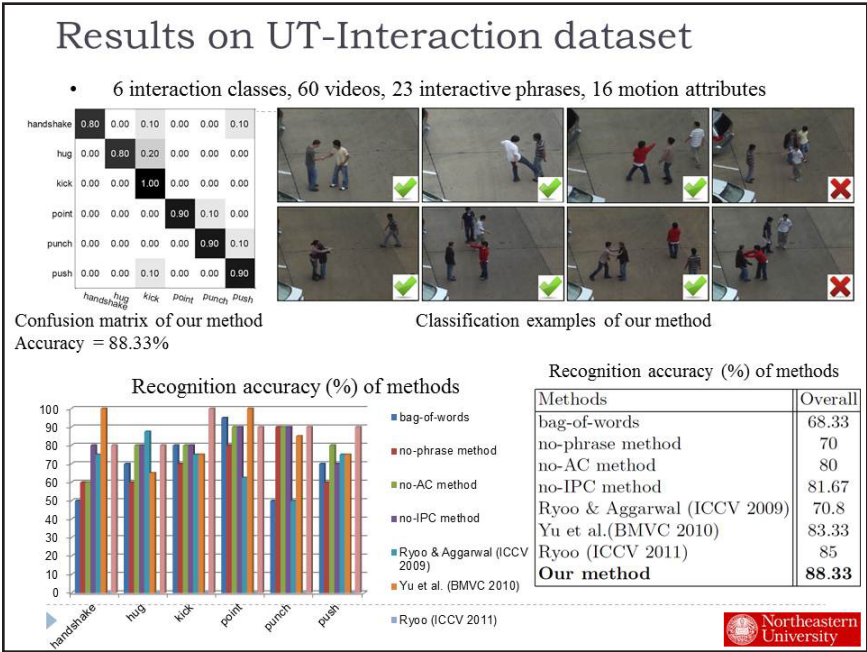 Results on UT-Interaction dataset
• 6 interaction classes, 60 videos, 23 interactive phrases, 16 motion attributes
handshake 0.80 0.00 0.10 0.00 0.00 0.10
hug 0.00 0.80 0.20 0.00 0.00 0.00
kick 0.00 0.00 1.00 0.00 0.00 0.00
point 0.00 0.00 0.00 0.90 0.10 0.00
punch 0.00 0.00 0.00 0.00 0.90 0.10
push 0.00 0.00 0.10 0.00 0.00 0.90
handshake hug kick point punch push
Confusion matrix of our method
Accuracy = 88.33%
Classification examples of our method
Recognition accuracy (%) of methods
100
90
80
70
60
50
40
30
20
10
0
handshake hug kick point punch push
bag-of-words
no-phrase method
no-AC method
no-IPC method
Ryoo & Aggarwal (ICCV
2009)
Yu et al. (BMVC 2010)
Ryoo (ICCV 2011)
Recognition accuracy (%) of methods
Methods Overall
bag-of-words 68.33
no-phrase method 70
no-AC method 80
no-IPC method 81.67
Ryoo & Aggarwal (ICCV 2009) 70.8
Yu et al.(BMVC 2010) 83.33
Ryoo (ICCV 2011) 85
Our method 88.33
Northeastern
University